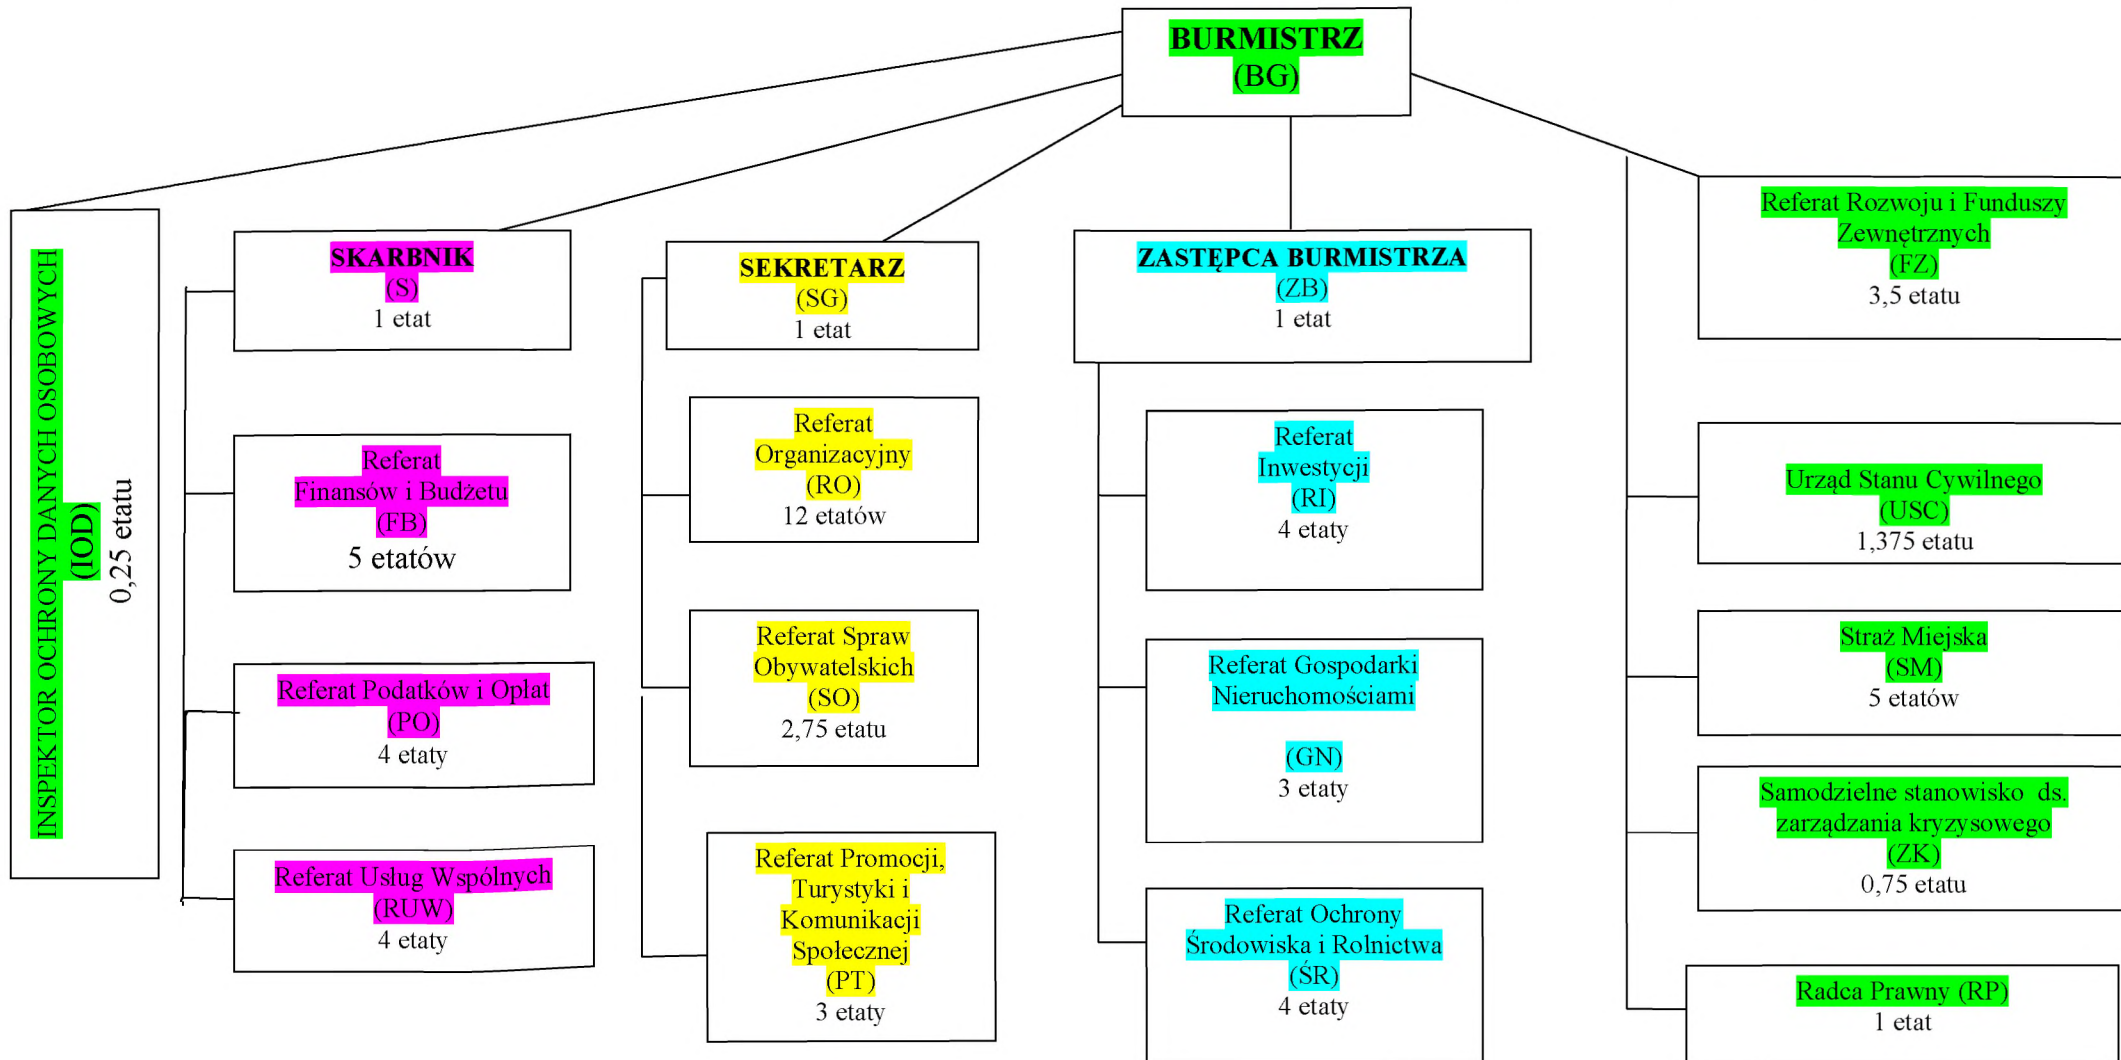 BURMISTRZ
(BG)
INSPEKTOR OCHRONY DANYCH OSOBOWYCH
(IOD)
0,25 etatu
SKARBNIK
(S)
1 etat
Referat
Finansów i Budżetu
(FB)
5 etatów
Referat Podatków i Opłat
(PO)
4 etaty
Referat Usług Wspólnych
(RUW)
4 etaty
SEKRETARZ
(SG)
1 etat
Referat
Organizacyjny
(RO)
12 etatów
Referat Spraw
Obywatelskich
(SO)
2,75 etatu
Referat Promocji,
Turystyki i
Komunikacji
Społecznej
(PT)
3 etaty
ZASTĘPCA BURMISTRZA
(ZB)
1 etat
Referat
Inwestycji
(RI)
4 etaty
Referat Gospodarki
Nieruchomościami
(GN)
3 etaty
Referat Ochrony
Środowiska i Rolnictwa
(ŚR)
4 etaty
Referat Rozwoju i Funduszy
Zewnętrznych
(FZ)
3,5 etatu
Urząd Stanu Cywilnego
(USC)
1,375 etatu
Straż Miejska
(SM)
5 etatów
Samodzielne stanowisko ds.
zarządzania kryzysowego
(ZK)
0,75 etatu
Radca Prawny (RP)
1 etat